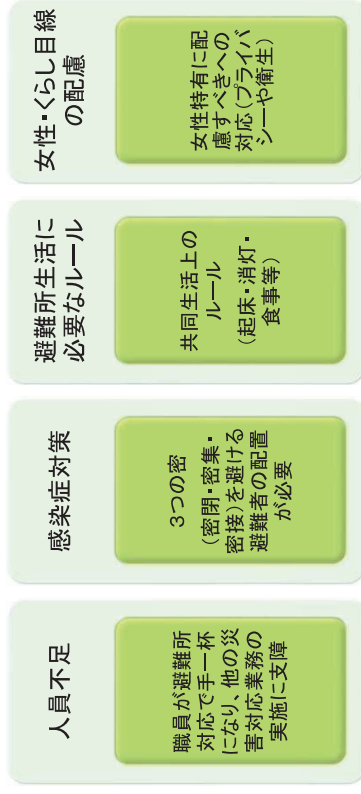 人員不足
職員が避難所
対応で手一杯
になり、他の災
害対応業務の
実施に支障
感染症対策
3つの密
(密閉・密集・
密接)を避ける
避難者の配置
が必要
避難所生活に
必要なルール
共同生活上の
ルール
(起床・消灯・
食事等)
女性・くらし目線
の配慮
女性特有に配
慮すべきへの
対応(プライバ
シーや衛生)